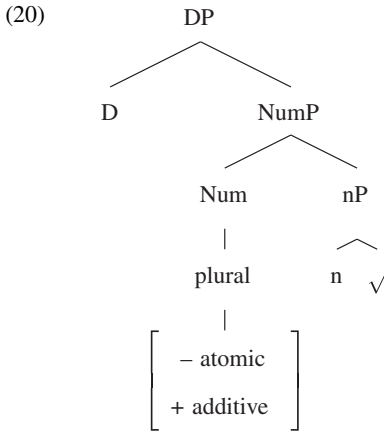 (20) DP
D NumP
Num nP
plural n √
– atomic
+ additive